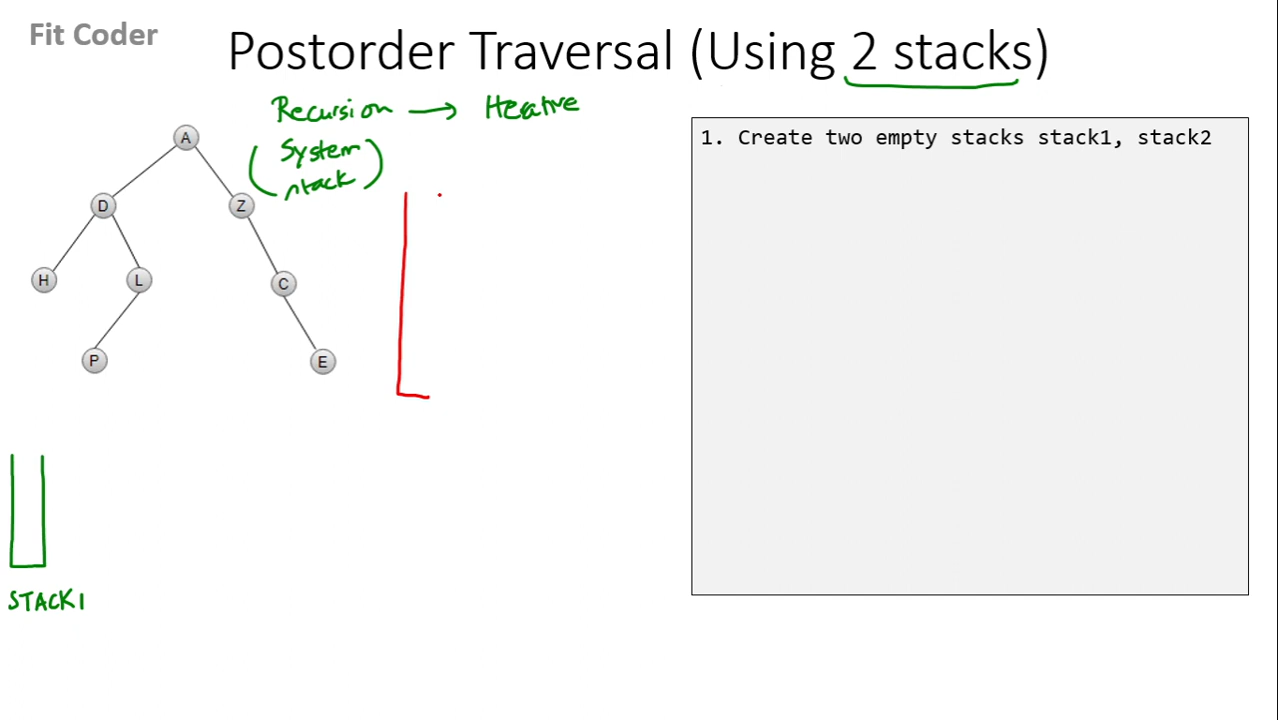 Fit Coder
Postorder Traversal (Using 2 stacks)
Recursion → Iterative
(System
stack)
1. Create two empty stacks stack1, stack2
A
D
Z
H
L
C
P
E
STACK1